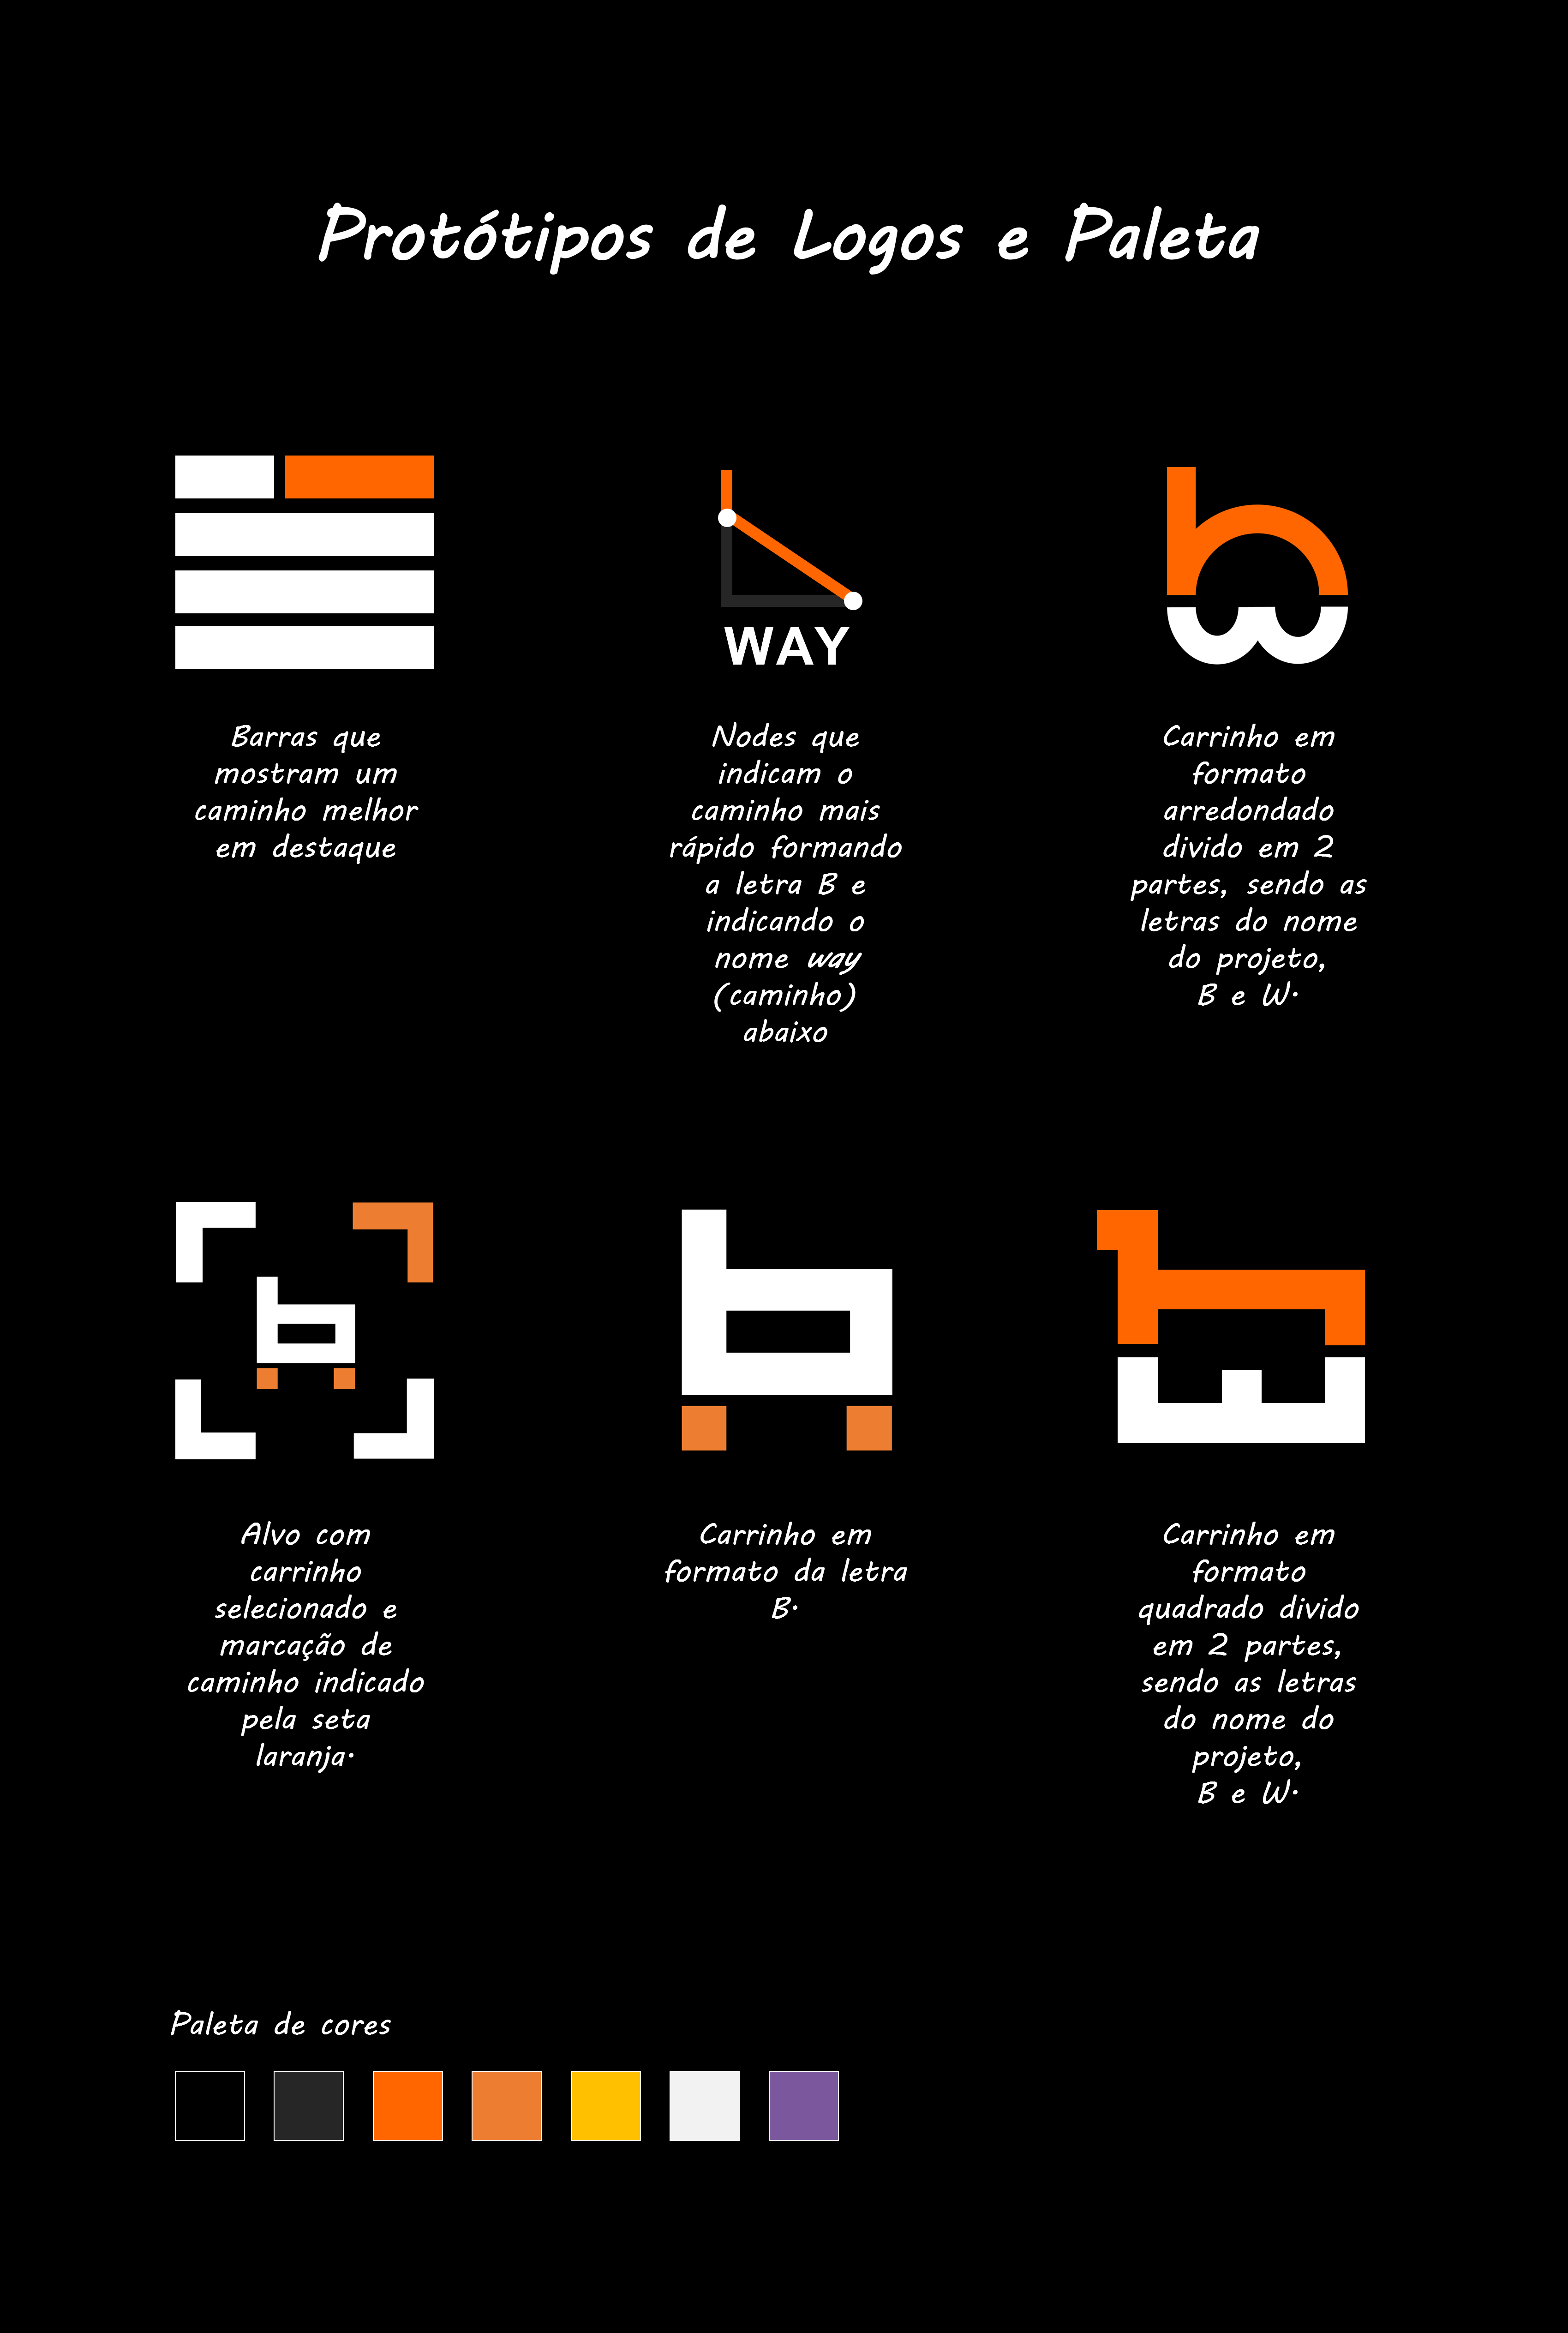 Protótipos de Logos e Paleta
WAY
Barras que
mostram um
caminho melhor
em destaque
Nodes que
indicam o
caminho mais
rápido formando
a letra B e
indicando o
nome way
(caminho)
abaixo
Carrinho em
formato
arredondado
divido em 2
partes, sendo as
letras do nome
do projeto,
B e W.
Alvo com
carrinho
selecionado e
marcação de
caminho indicado
pela seta
laranja.
Carrinho em
formato da letra
B.
Carrinho em
formato
quadrado divido
em 2 partes,
sendo as letras
do nome do
projeto,
B e W.
Paleta de cores